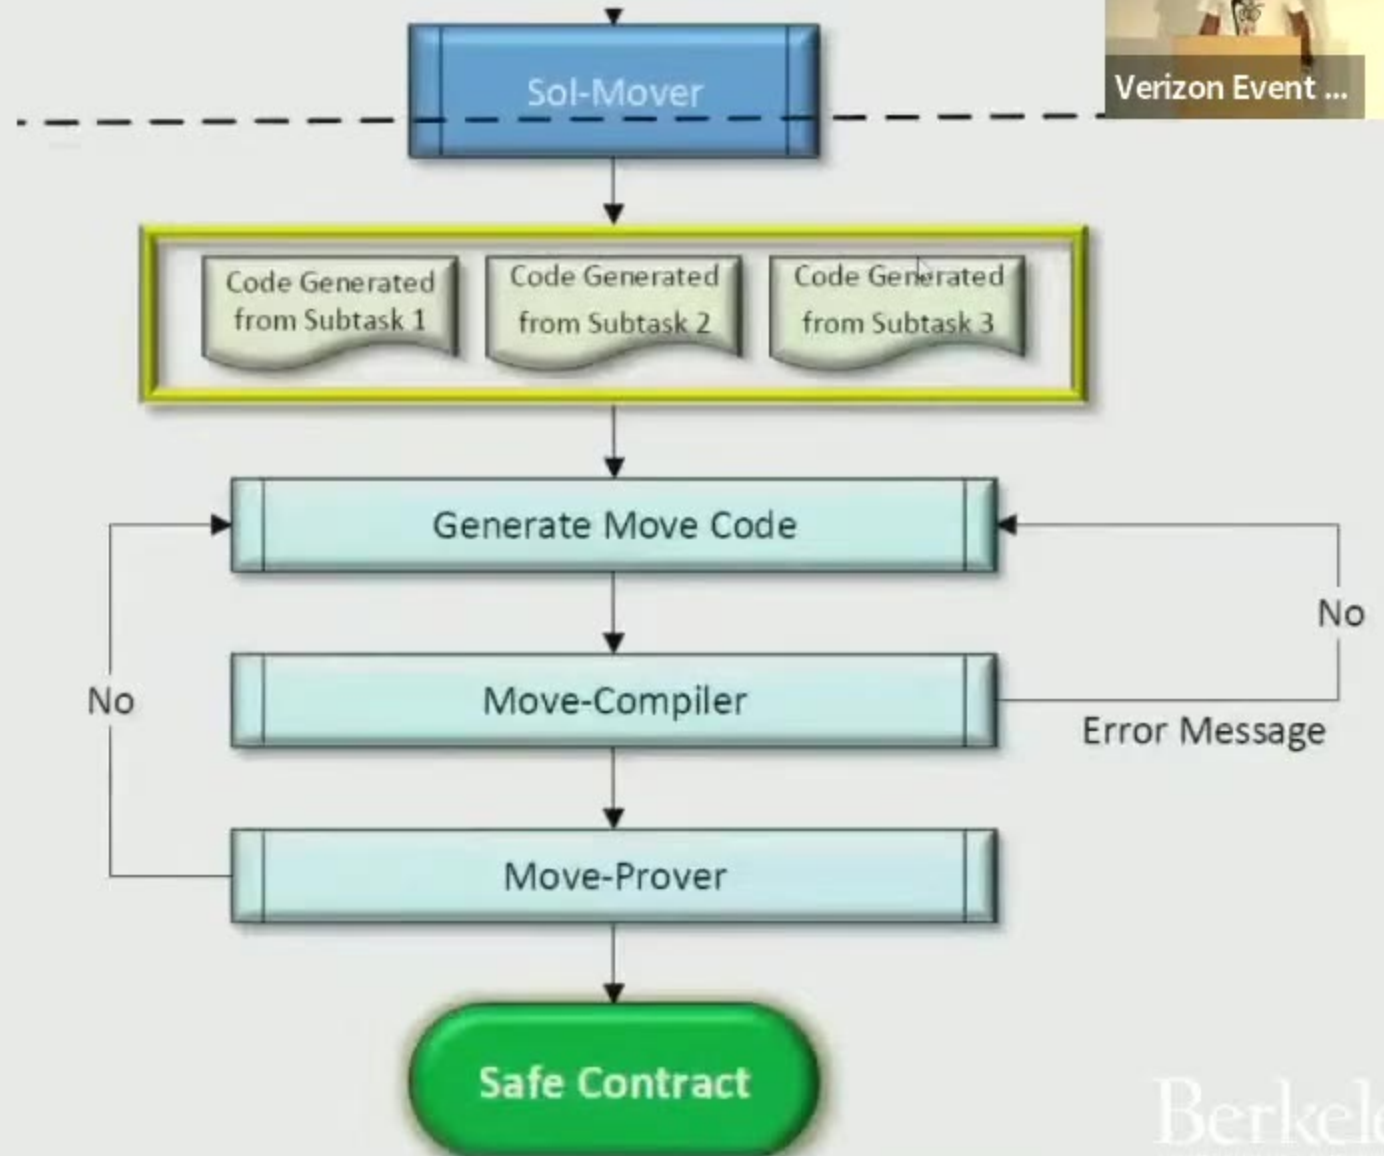 Sol-Mover
Verizon Event ...
Code Generated
from Subtask 1
Code Generated
from Subtask 2
Code Generated
from Subtask 3
Generate Move Code
No
Move-Compiler
No
Error Message
Move-Prover
Safe Contract
Berkele